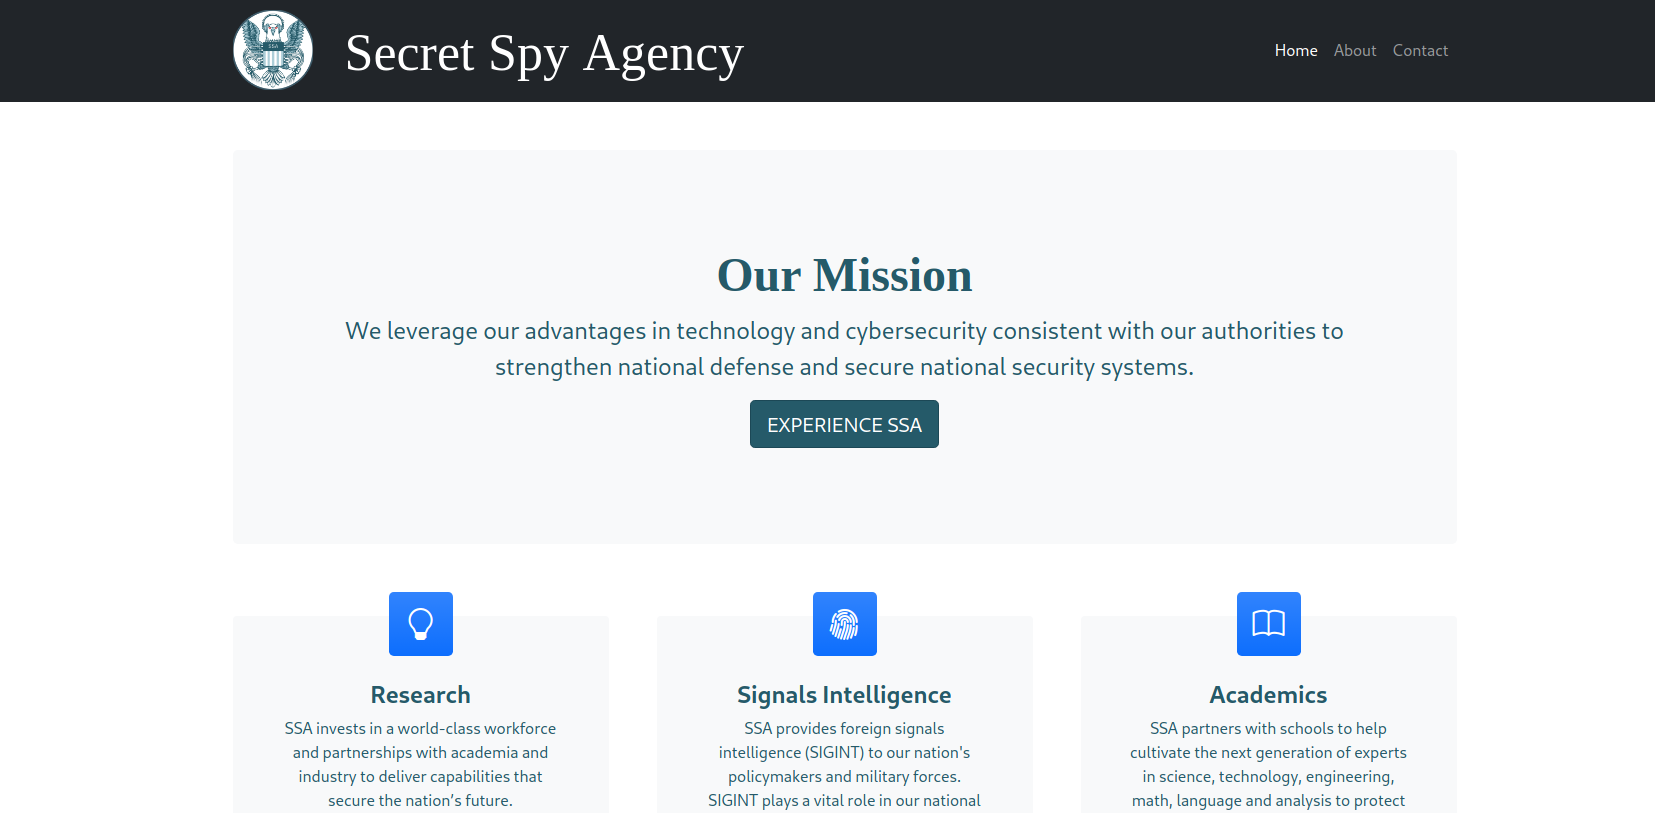 SSA
Secret Spy Agency
Home About Contact
Our Mission
We leverage our advantages in technology and cybersecurity consistent with our authorities to
strengthen national defense and secure national security systems.
EXPERIENCE SSA
Research
SSA invests in a world-class workforce
and partnerships with academia and
industry to deliver capabilities that
secure the nation’s future.
Signals Intelligence
SSA provides foreign signals
intelligence (SIGINT) to our nation's
policymakers and military forces.
SIGINT plays a vital role in our national
Academics
SSA partners with schools to help
cultivate the next generation of experts
in science, technology, engineering,
math, language and analysis to protect